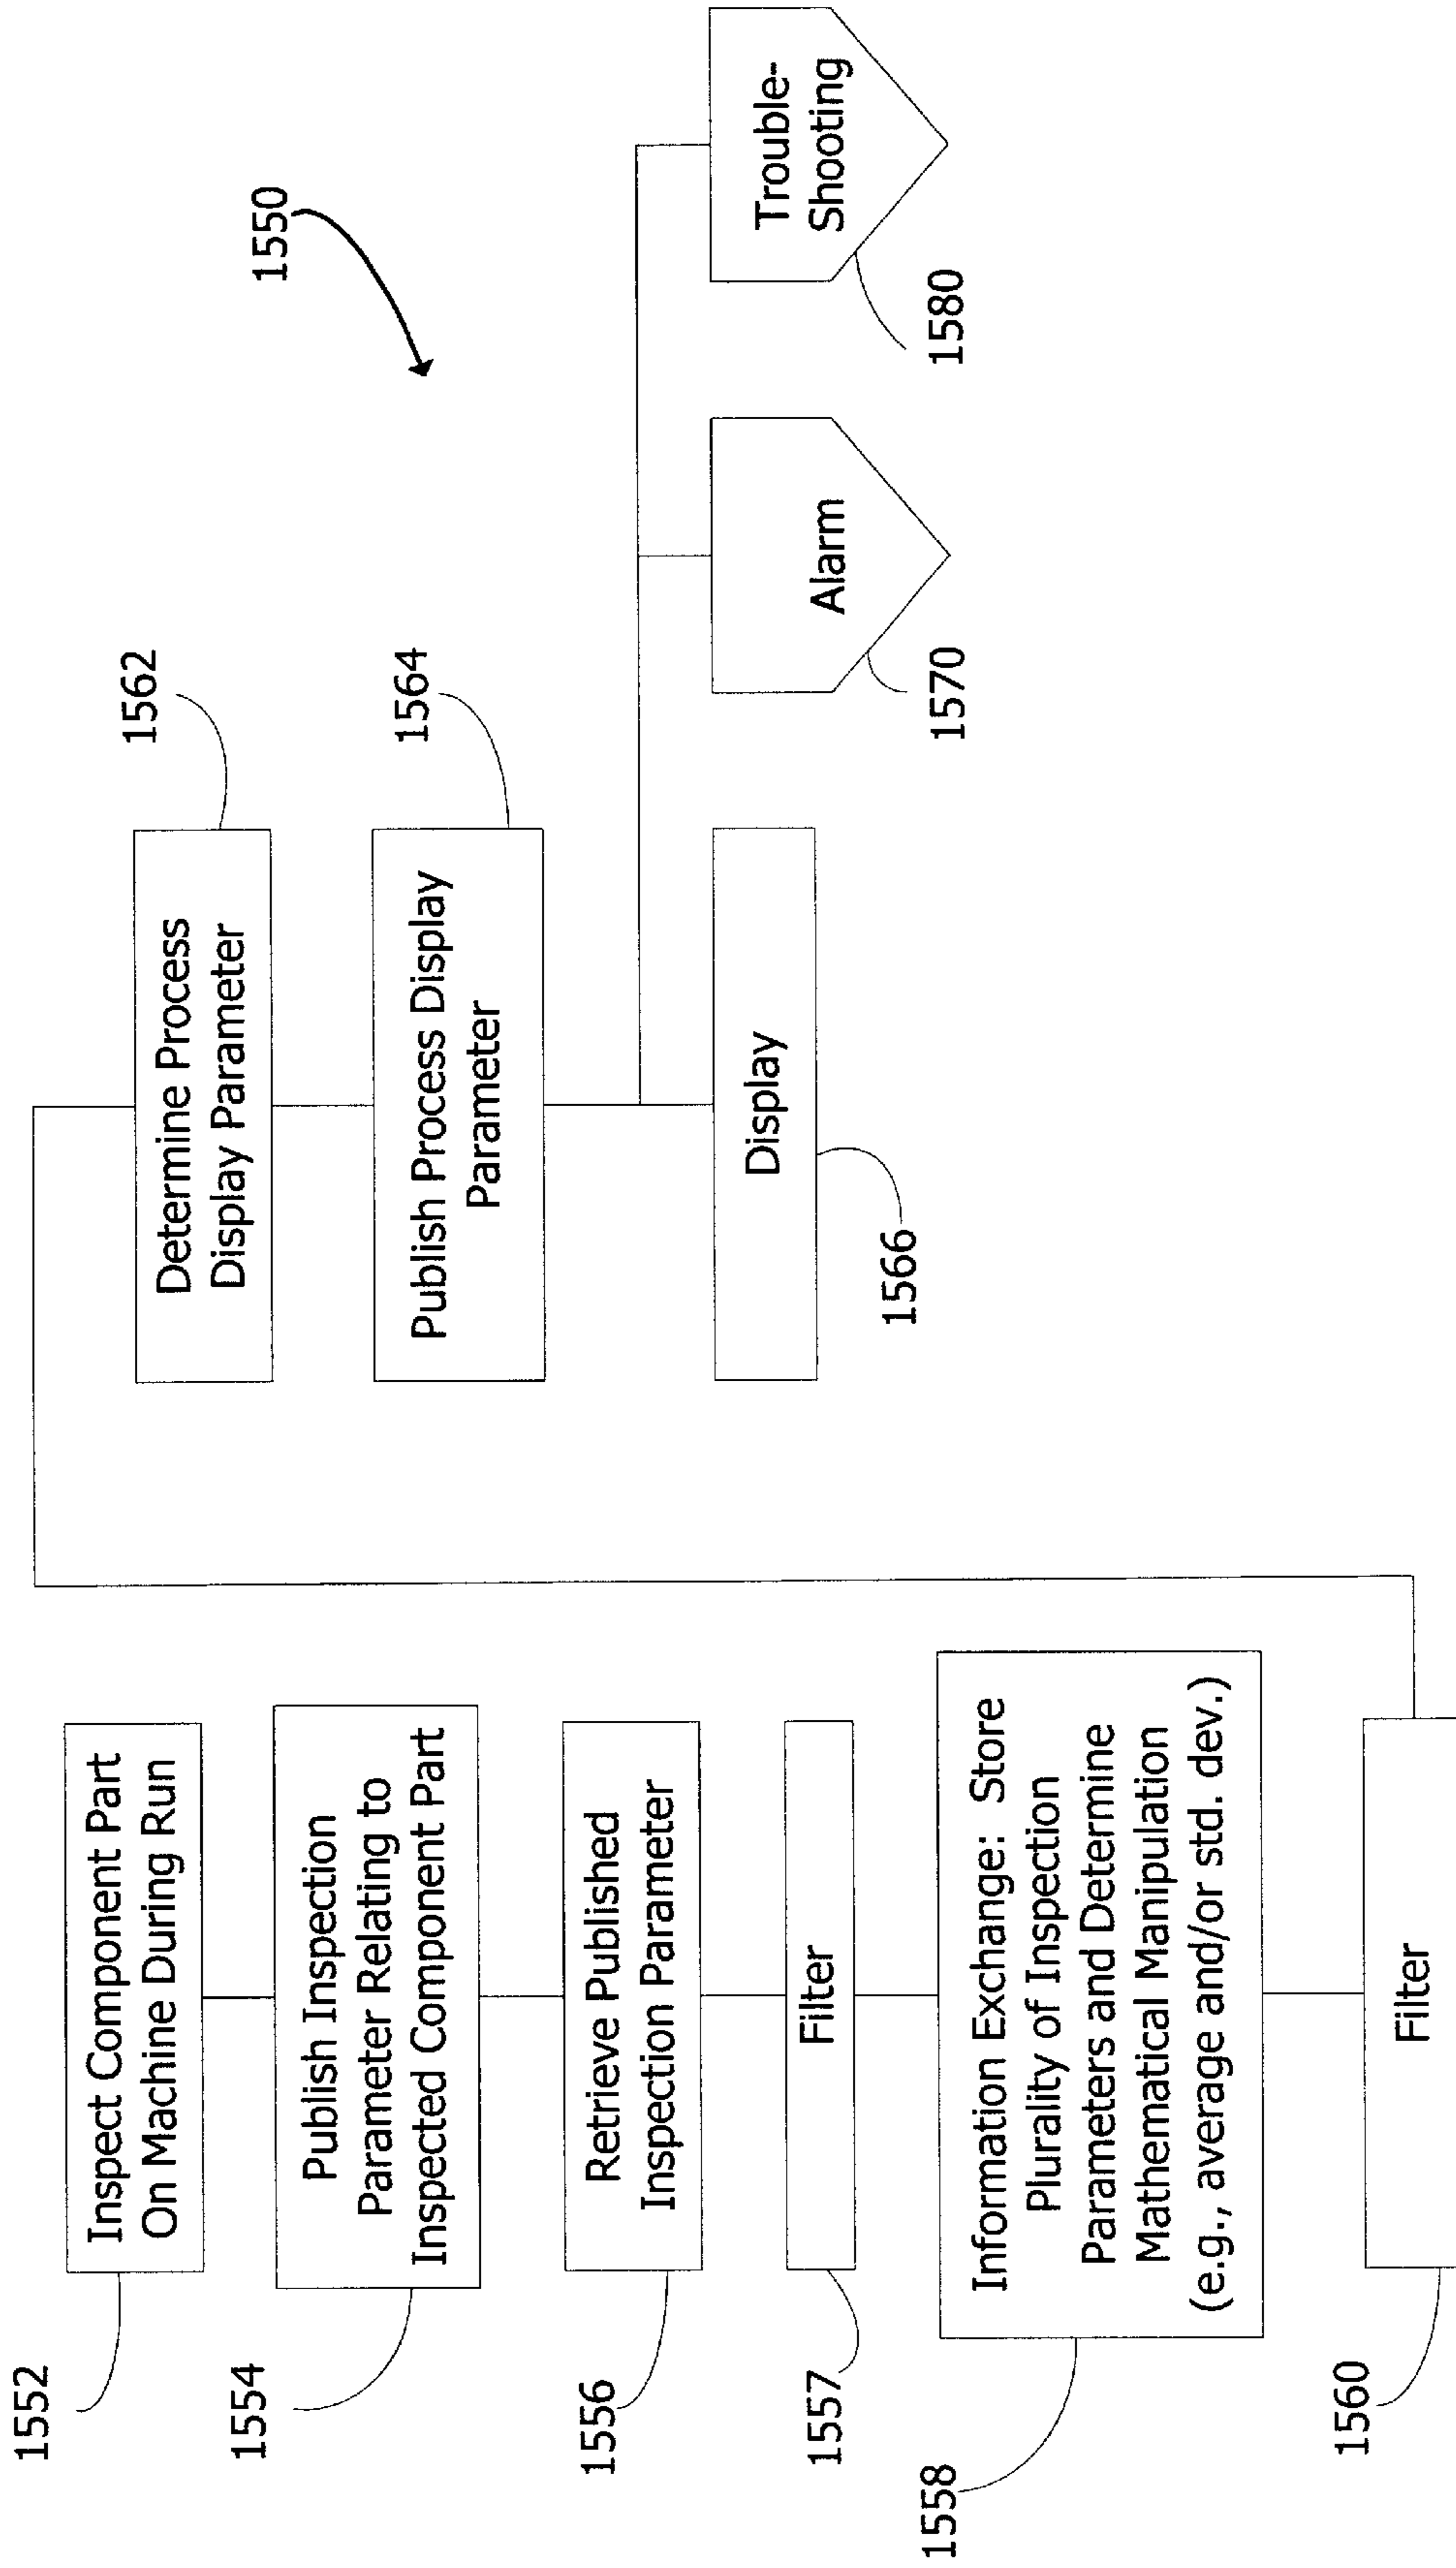 1552
Inspect Component Part
On Machine During Run
1554
Publish Inspection
Parameter Relating to
Inspected Component Part
1556
Retrieve Published
Inspection Parameter
1557
Filter
1558
Information Exchange: Store
Plurality of Inspection
Parameters and Determine
Mathematical Manipulation
(e.g., average and/or std. dev.)
1560
Filter
1562
Determine Process
Display Parameter
1564
Publish Process Display
Parameter
1566
Display
1550
1570
Alarm
1580
Trouble-
Shooting